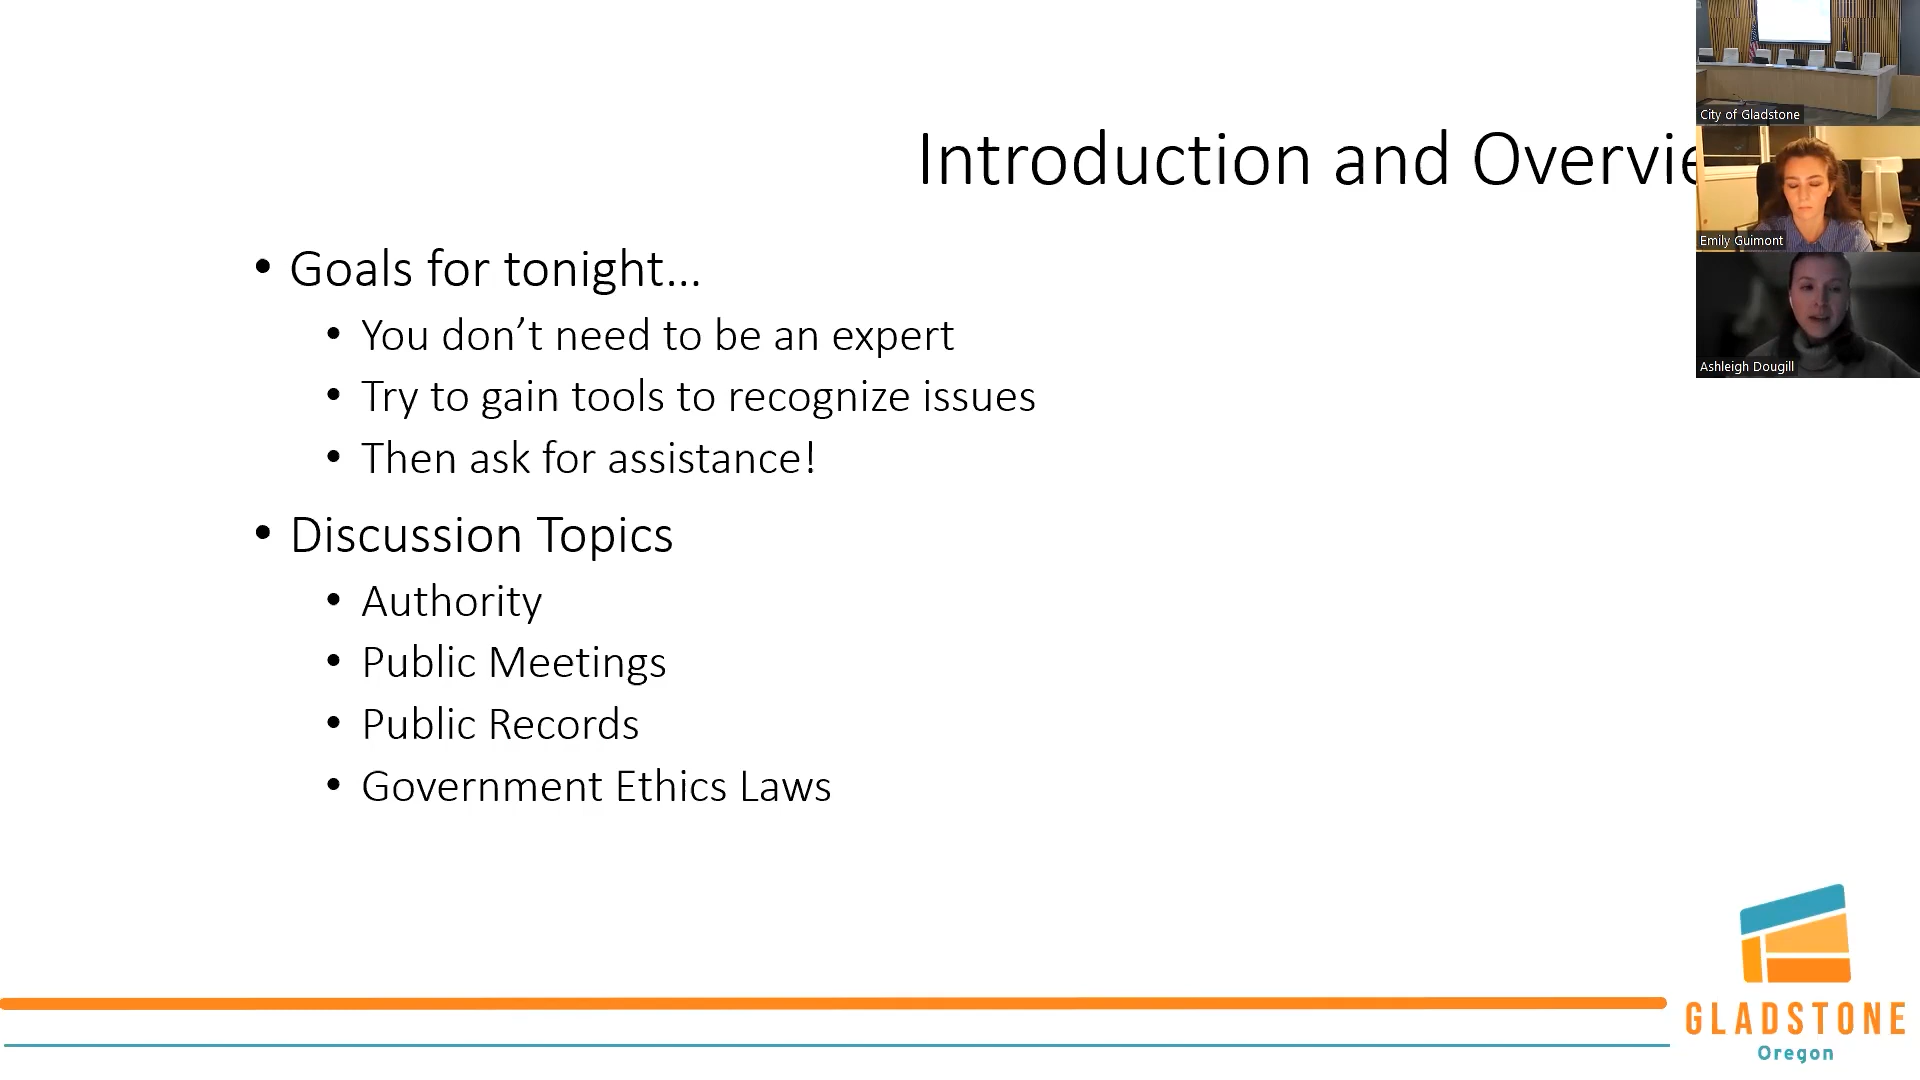 Introduction and Overvie
• Goals for tonight…
• You don’t need to be an expert
• Try to gain tools to recognize issues
• Then ask for assistance!
• Discussion Topics
• Authority
• Public Meetings
• Public Records
• Government Ethics Laws
City of Gladstone
Emily Guimont
Ashleigh Dougill
GLADSTONE
Oregon